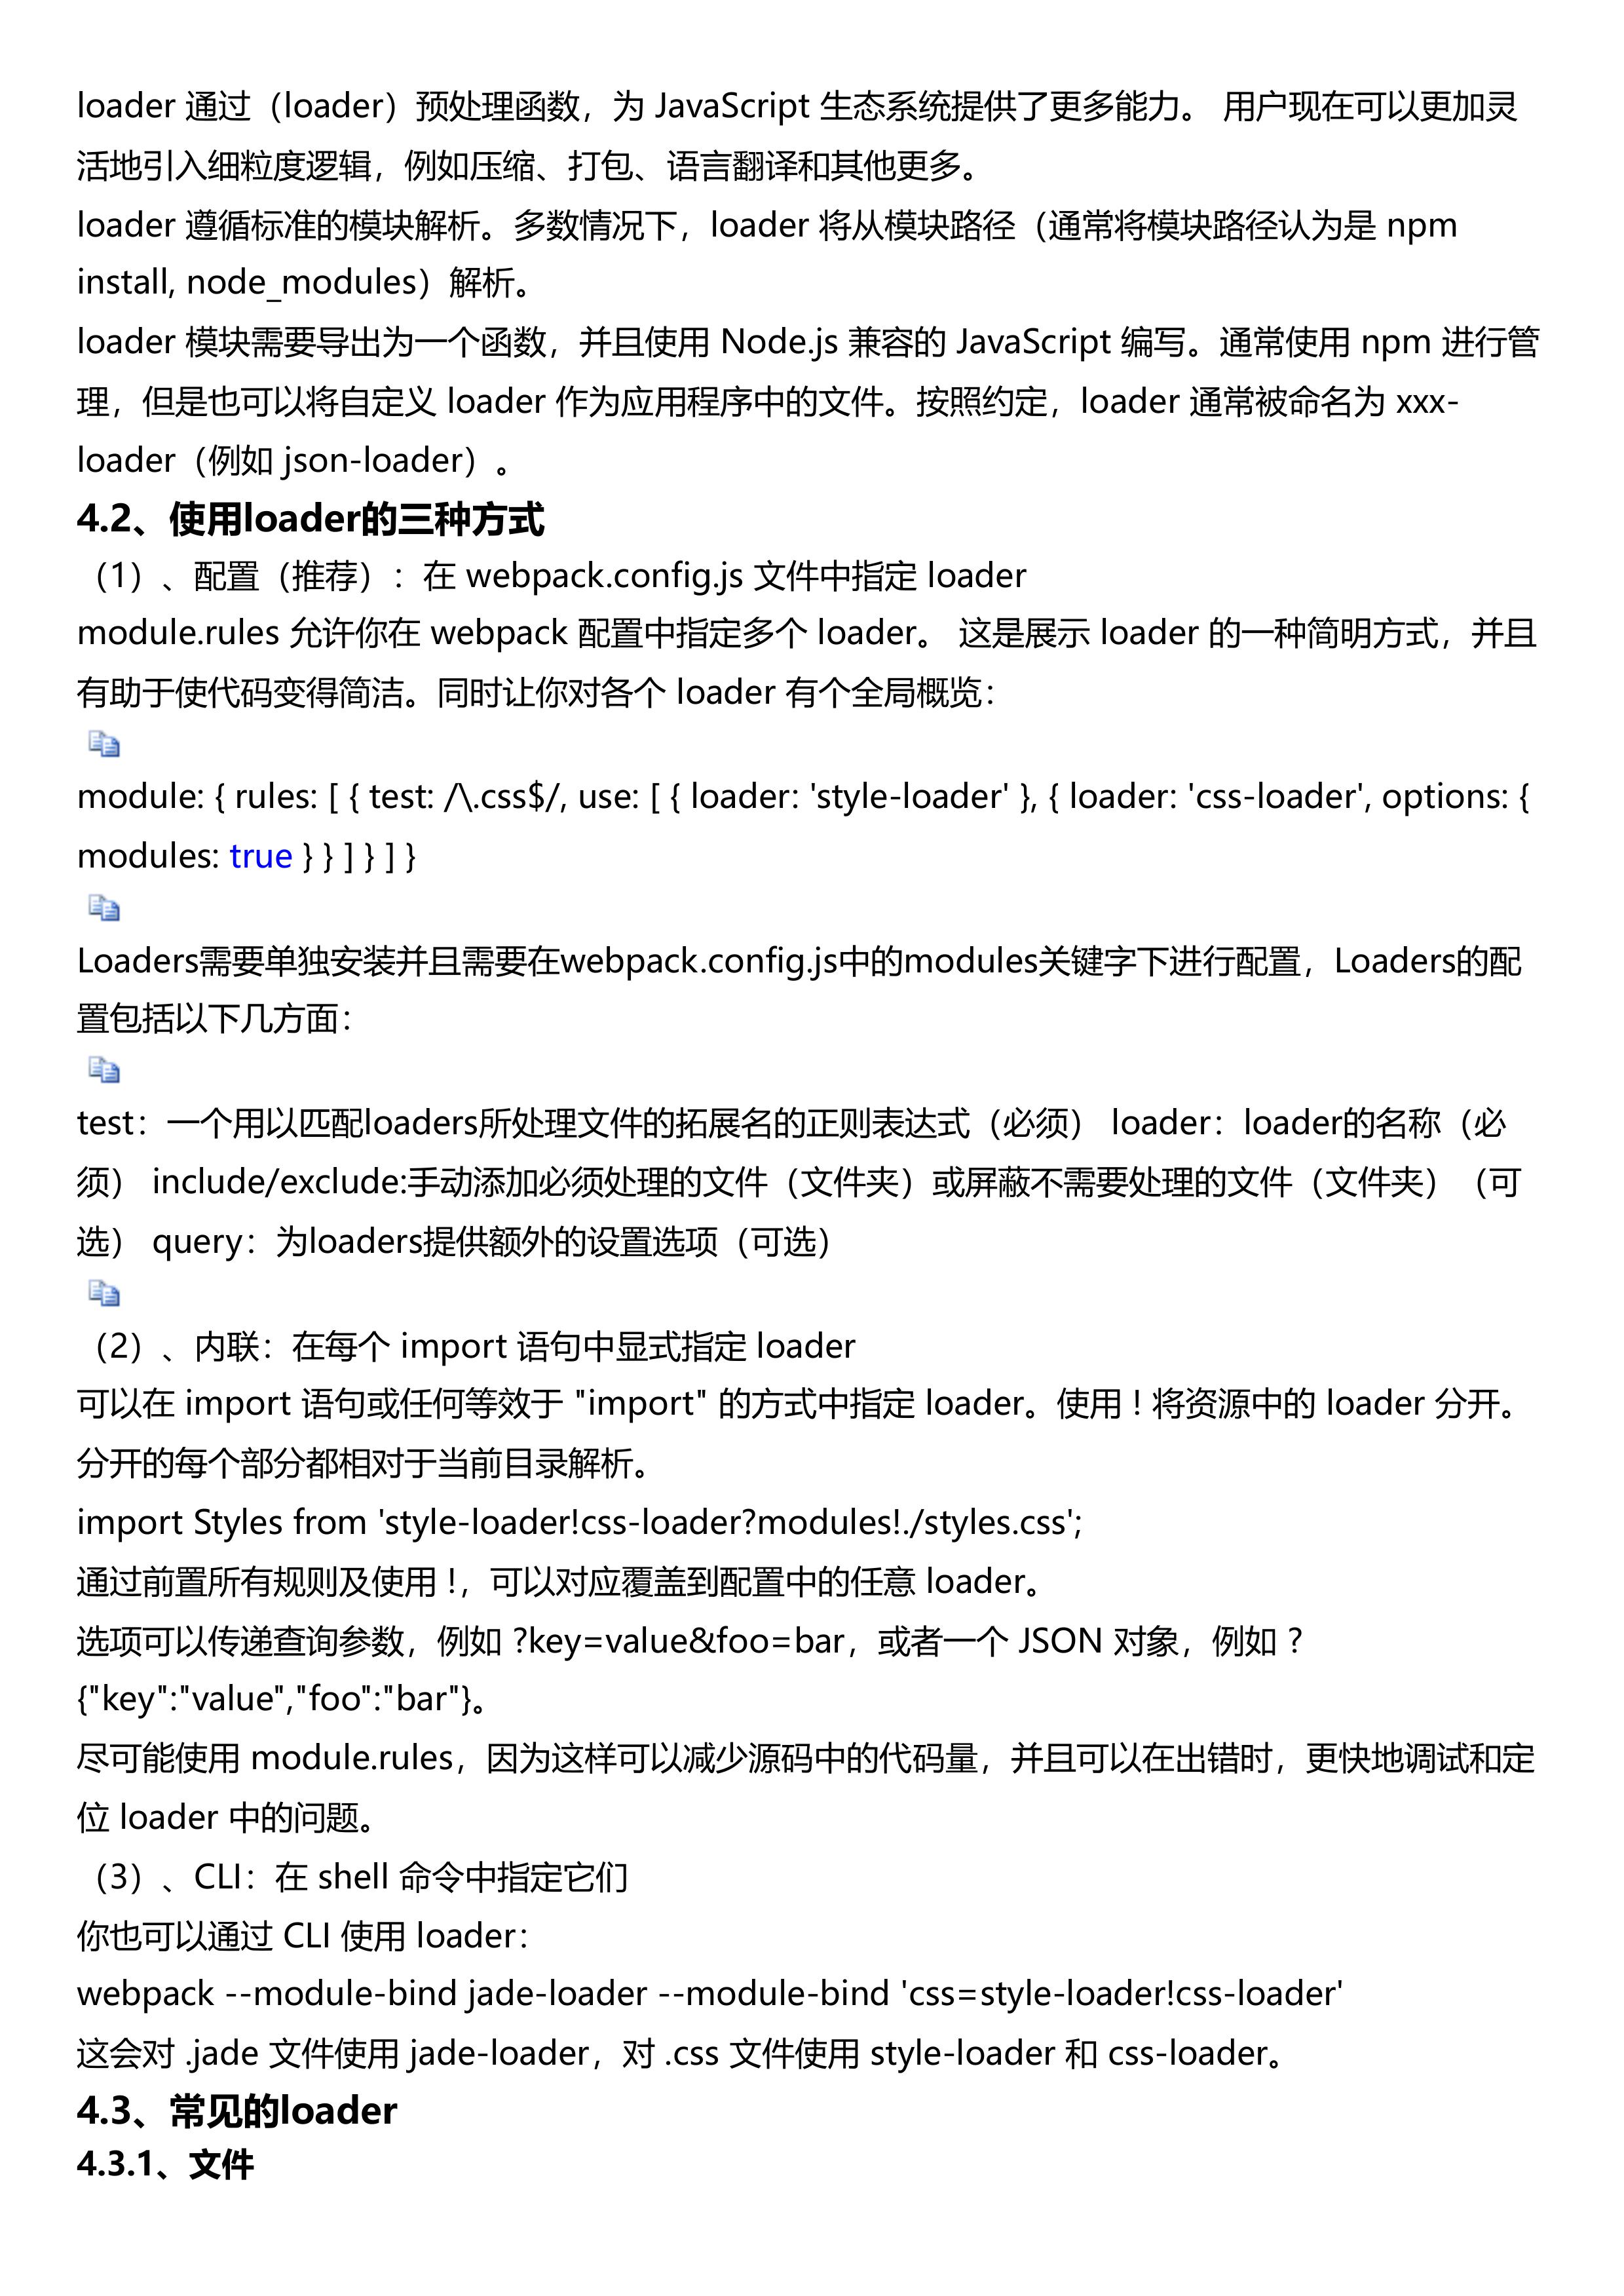 loader 通过（loader）预处理函数，为 JavaScript 生态系统提供了更多能力。 用户现在可以更加灵
活地引入细粒度逻辑，例如压缩、打包、语言翻译和其他更多。
loader 遵循标准的模块解析。多数情况下，loader 将从模块路径（通常将模块路径认为是 npm
install, node_modules）解析。
loader 模块需要导出为一个函数，并且使用 Node.js 兼容的 JavaScript 编写。通常使用 npm 进行管
理，但是也可以将自定义 loader 作为应用程序中的文件。按照约定，loader 通常被命名为 xxx-
loader（例如 json-loader）。
4.2、使用loader的三种方式
（1）、配置（推荐）：在 webpack.config.js 文件中指定 loader
module.rules 允许你在 webpack 配置中指定多个 loader。 这是展示 loader 的一种简明方式，并且
有助于使代码变得简洁。同时让你对各个 loader 有个全局概览：
module: { rules: [ { test: /\.css$/, use: [ { loader: 'style-loader' }, { loader: 'css-loader', options: {
modules: true } } ] } ] }
Loaders需要单独安装并且需要在webpack.config.js中的modules关键字下进行配置，Loaders的配
置包括以下几方面：
test：一个用以匹配loaders所处理文件的拓展名的正则表达式（必须） loader：loader的名称（必
须） include/exclude:手动添加必须处理的文件（文件夹）或屏蔽不需要处理的文件（文件夹）（可
选） query：为loaders提供额外的设置选项（可选）
（2）、内联：在每个 import 语句中显式指定 loader
可以在 import 语句或任何等效于 "import" 的方式中指定 loader。使用 ! 将资源中的 loader 分开。
分开的每个部分都相对于当前目录解析。
import Styles from 'style-loader!css-loader?modules!./styles.css';
通过前置所有规则及使用 !，可以对应覆盖到配置中的任意 loader。
选项可以传递查询参数，例如 ?key=value&foo=bar，或者一个 JSON 对象，例如 ?
{"key":"value","foo":"bar"}。
尽可能使用 module.rules，因为这样可以减少源码中的代码量，并且可以在出错时，更快地调试和定
位 loader 中的问题。
（3）、CLI：在 shell 命令中指定它们
你也可以通过 CLI 使用 loader：
webpack --module-bind jade-loader --module-bind 'css=style-loader!css-loader'
这会对 .jade 文件使用 jade-loader，对 .css 文件使用 style-loader 和 css-loader。
4.3、常见的loader
4.3.1、文件